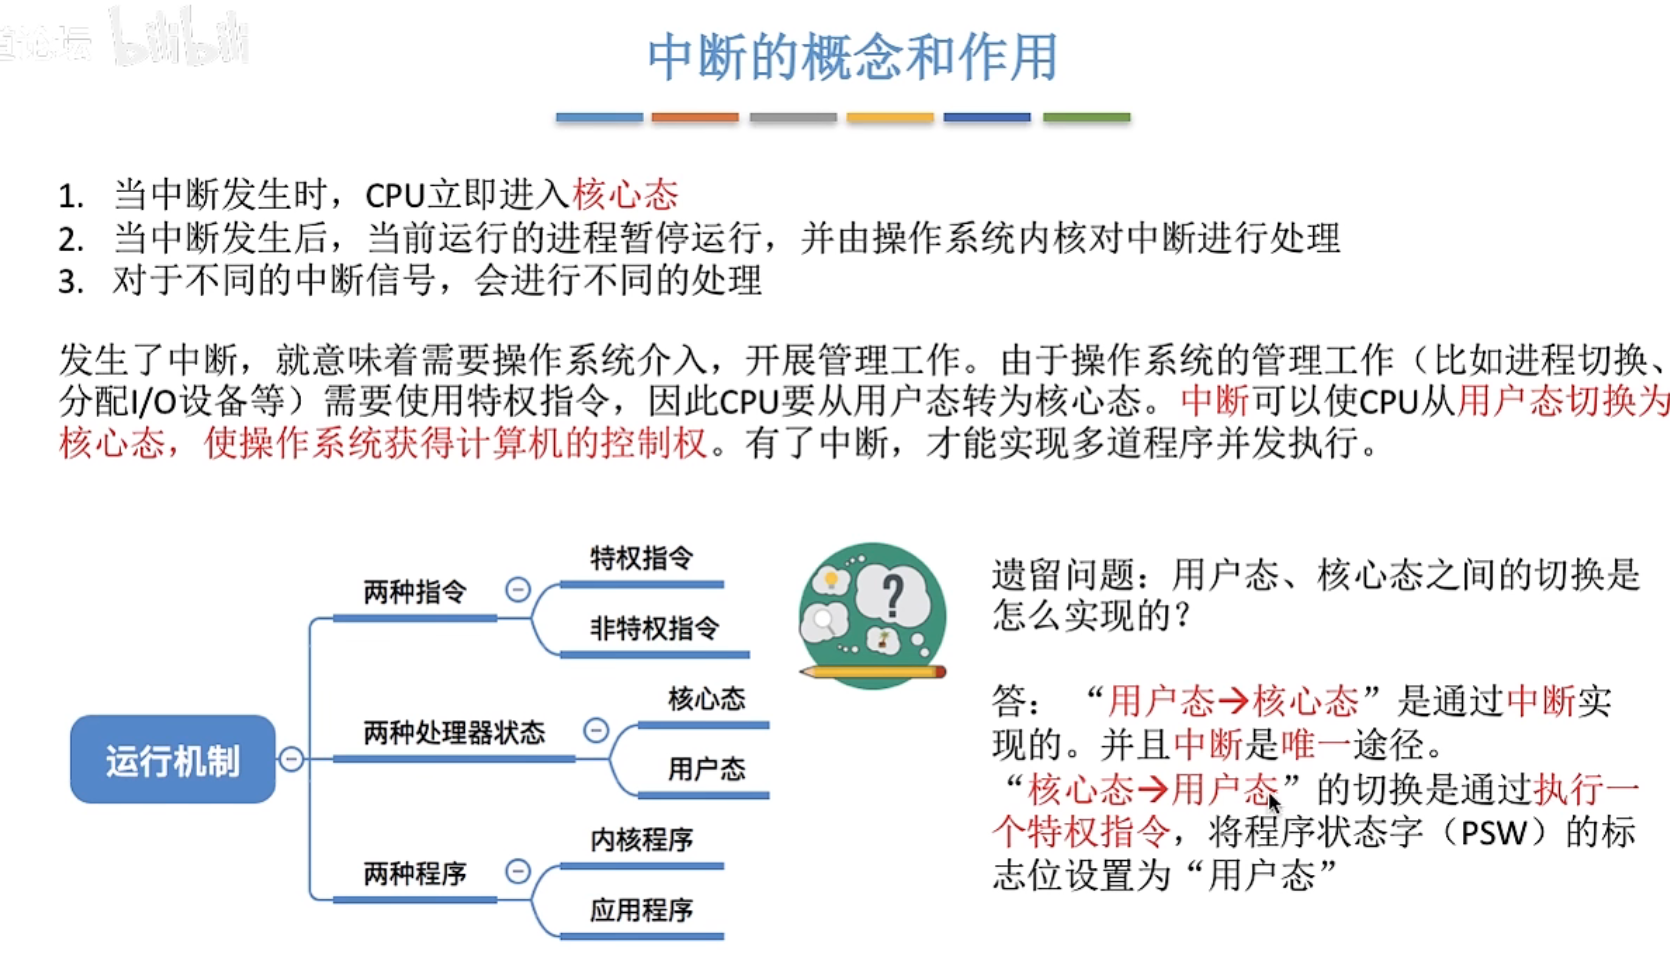 道论坛 bilibili
中断的概念和作用
1. 当中断发生时，CPU立即进入核心态
2. 当中断发生后，当前运行的进程暂停运行，并由操作系统内核对中断进行处理
3. 对于不同的中断信号，会进行不同的处理
发生了中断，就意味着需要操作系统介入，开展管理工作。由于操作系统的管理工作（比如进程切换、
分配I/O设备等）需要使用特权指令，因此CPU要从用户态转为核心态。中断可以使CPU从用户态切换为
核心态，使操作系统获得计算机的控制权。有了中断，才能实现多道程序并发执行。
运行机制
两种指令
特权指令
非特权指令
两种处理器状态
核心态
用户态
两种程序
内核程序
应用程序
?
遗留问题：用户态、核心态之间的切换是
怎么实现的？
答：“用户态→核心态”是通过中断实
现的。并且中断是唯一途径。
“核心态→用户态”的切换是通过执行一
个特权指令，将程序状态字（PSW）的标
志位设置为“用户态”